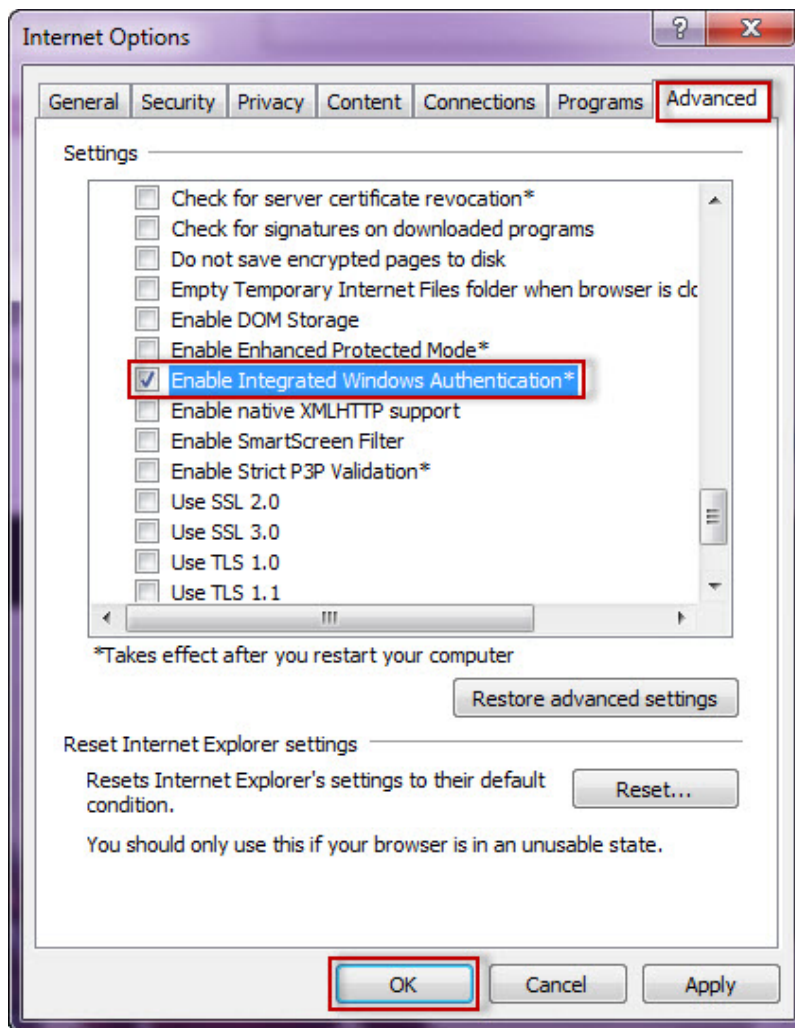 Internet Options
General Security Privacy Content Connections Programs Advanced
Settings
Check for server certificate revocation*
Check for signatures on downloaded programs
Do not save encrypted pages to disk
Empty Temporary Internet Files folder when browser is clc
Enable DOM Storage
Enable Enhanced Protected Mode*
Enable Integrated Windows Authentication*
Enable native XMLHTTP support
Enable SmartScreen Filter
Enable Strict P3P Validation*
Use SSL 2.0
Use SSL 3.0
Use TLS 1.0
Use TLS 1.1
*Takes effect after you restart your computer
Restore advanced settings
Reset Internet Explorer settings
Resets Internet Explorer's settings to their default
condition.
Reset...
You should only use this if your browser is in an unusable state.
OK Cancel Apply